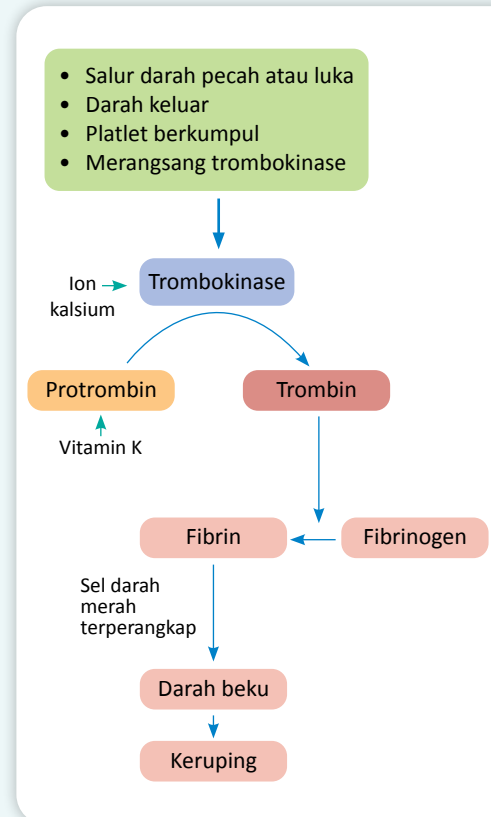 • Salur darah pecah atau luka
• Darah keluar
• Platlet berkumpul
• Merangsang trombokinase
Ion
kalsium
Trombokinase
Protrombin
Trombin
Vitamin K
Fibrin
Fibrinogen
Sel darah
merah
terperangkap
Darah beku
Keruping